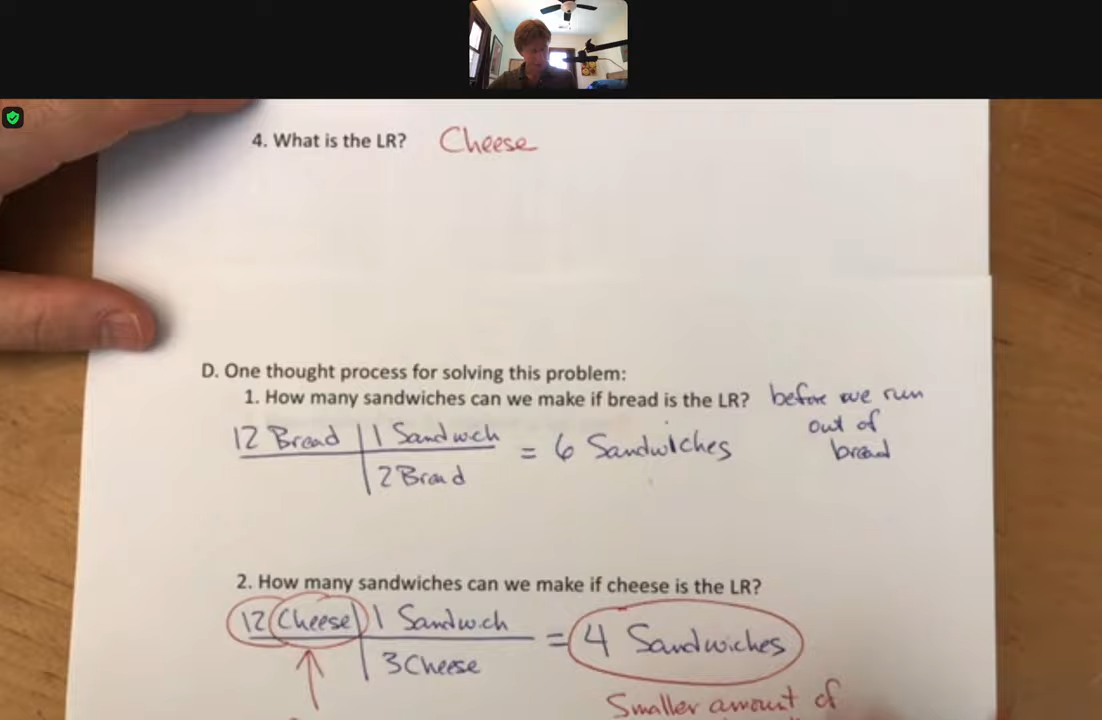 4. What is the LR? Cheese
D. One thought process for solving this problem:
1. How many sandwiches can we make if bread is the LR? before we run
out of
bread
12 Bread 1 Sandwich = 6 Sandwiches
2 Bread
2. How many sandwiches can we make if cheese is the LR?
12 Cheese 1 Sandwich = 4 Sandwiches
3 Cheese
Smaller amount of